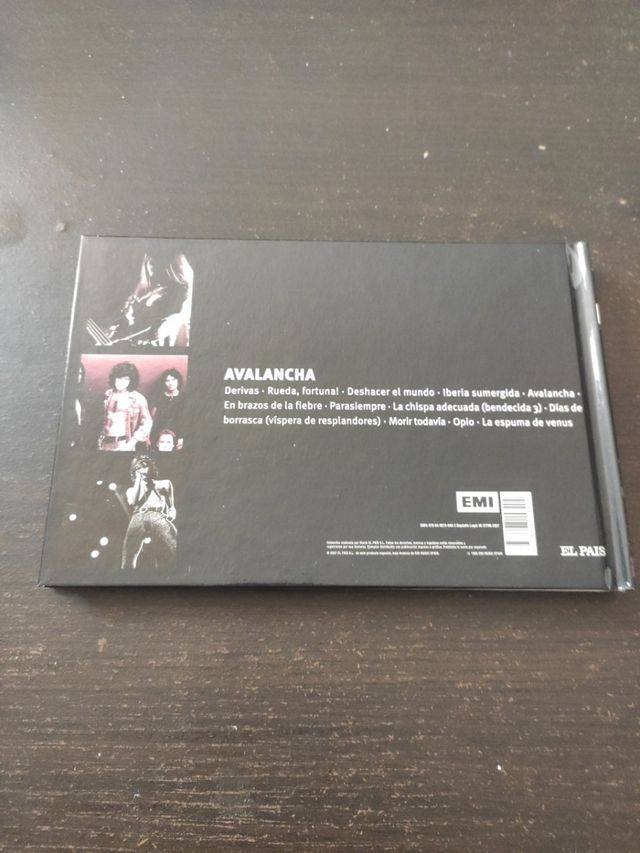 AVALANCHA
Derivas · Rueda, fortuna! · Deshacer el mundo · Iberia sumergida · Avalancha ·
En brazos de la fiebre · Parasiempre · La chispa adecuada (bendecida 3) · Días de
borrasca (víspera de resplandores) · Morir todavía · Opio · La espuma de venus
EMI
EL PAIS